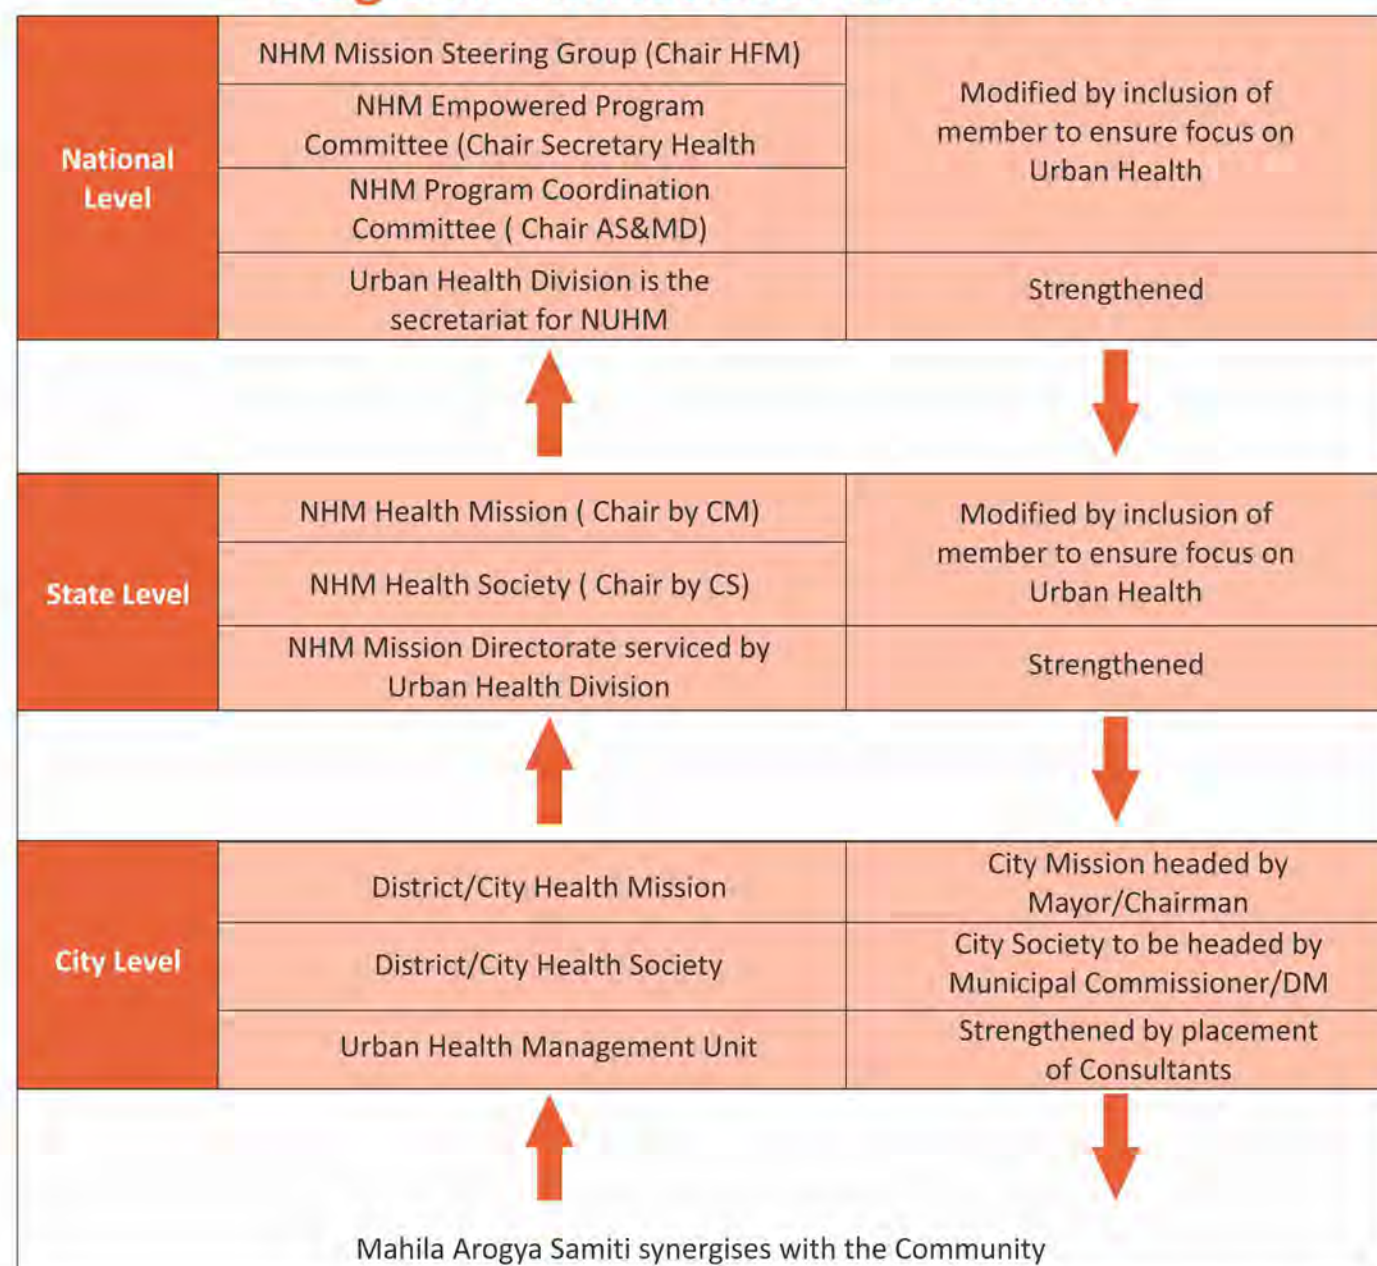 NHM Mission Steering Group (Chair HFM)
NHM Empowered Program
Committee (Chair Secretary Health
NHM Program Coordination
Committee ( Chair AS&MD)
Urban Health Division is the
secretariat for NUHM
National
Level
Modified by inclusion of
member to ensure focus on
Urban Health
Strengthened
State Level
NHM Health Mission ( Chair by CM)
NHM Health Society ( Chair by CS)
NHM Mission Directorate serviced by
Urban Health Division
Modified by inclusion of
member to ensure focus on
Urban Health
Strengthened
City Level
District/City Health Mission
City Mission headed by
Mayor/Chairman
District/City Health Society
City Society to be headed by
Municipal Commissioner/DM
Urban Health Management Unit
Strengthened by placement
of Consultants
Mahila Arogya Samiti synergises with the Community